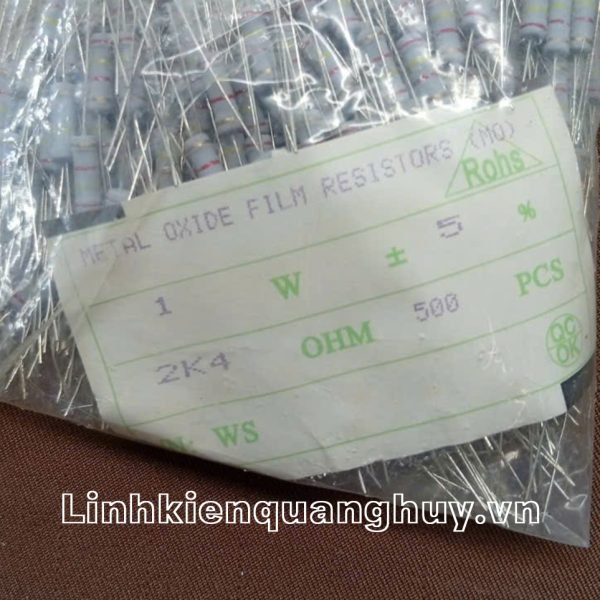 METAL OXIDE FILM RESISTORS (MO)
Rohs
1 W ± 5 %
2K4 OHM 500 PCS
WS
QC
OK
Linhkienquanghuy.vn